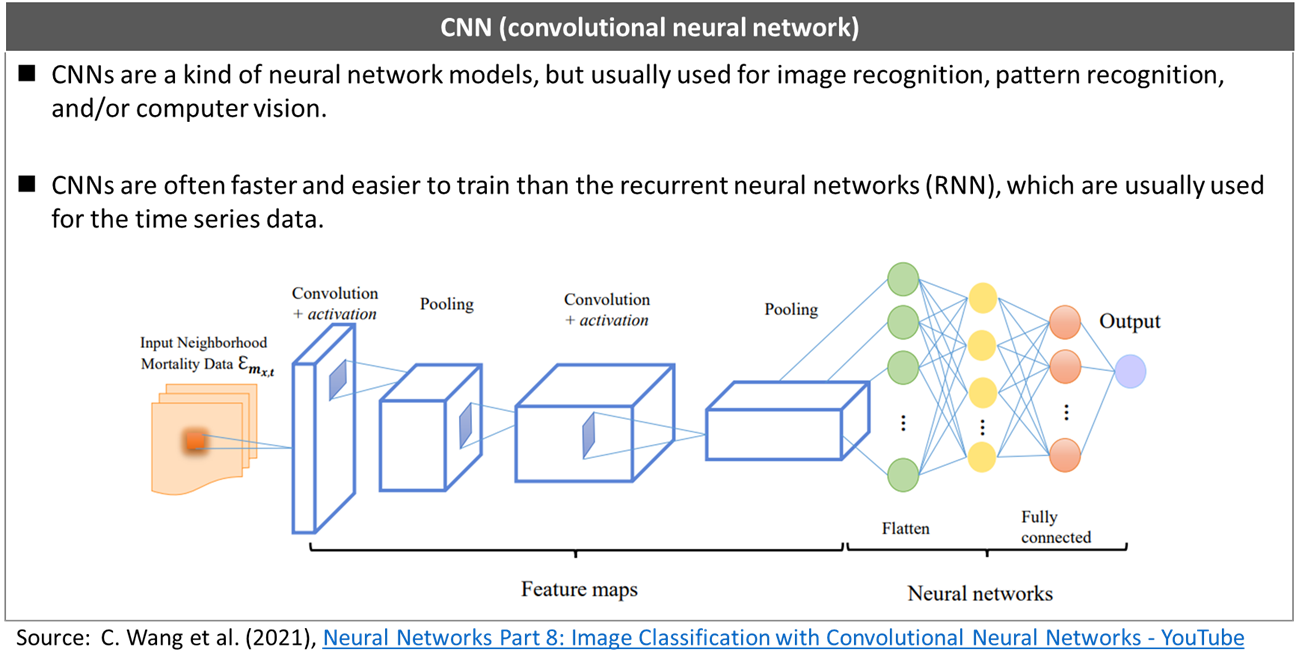 CNN (convolutional neural network)
■ CNNs are a kind of neural network models, but usually used for image recognition, pattern recognition,
and/or computer vision.
■ CNNs are often faster and easier to train than the recurrent neural networks (RNN), which are usually used
for the time series data.
Convolution
+ activation
Pooling
Convolution
+ activation
Pooling
Output
Input Neighborhood
Mortality Data ℇm_x,t
Flatten
Fully
connected
Feature maps
Neural networks
Source: C. Wang et al. (2021), Neural Networks Part 8: Image Classification with Convolutional Neural Networks - YouTube